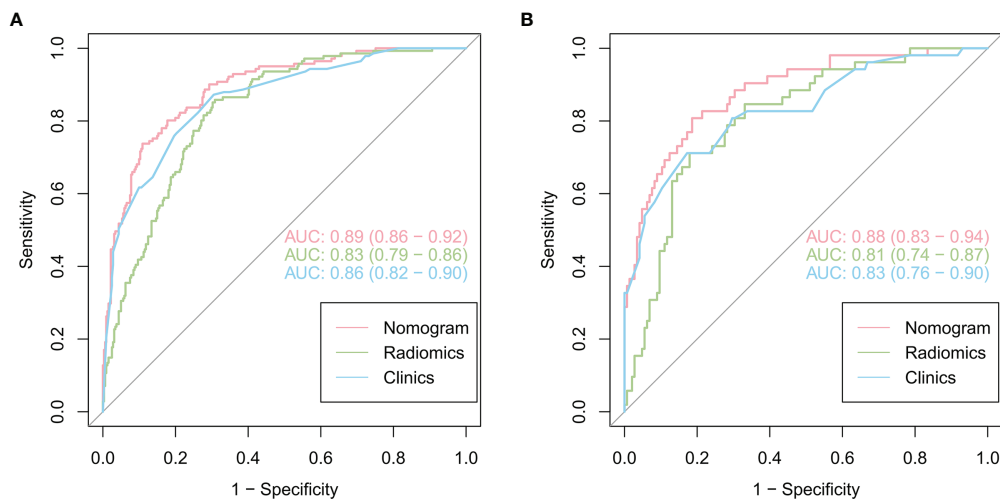 A
1.0
0.8
0.6
0.4
0.2
0.0
Sensitivity
AUC: 0.89 (0.86 − 0.92)
AUC: 0.83 (0.79 − 0.86)
AUC: 0.86 (0.82 − 0.90)
Nomogram
Radiomics
Clinics
0.0 0.2 0.4 0.6 0.8 1.0
1 − Specificity
B
1.0
0.8
0.6
0.4
0.2
0.0
Sensitivity
AUC: 0.88 (0.83 − 0.94)
AUC: 0.81 (0.74 − 0.87)
AUC: 0.83 (0.76 − 0.90)
Nomogram
Radiomics
Clinics
0.0 0.2 0.4 0.6 0.8 1.0
1 − Specificity